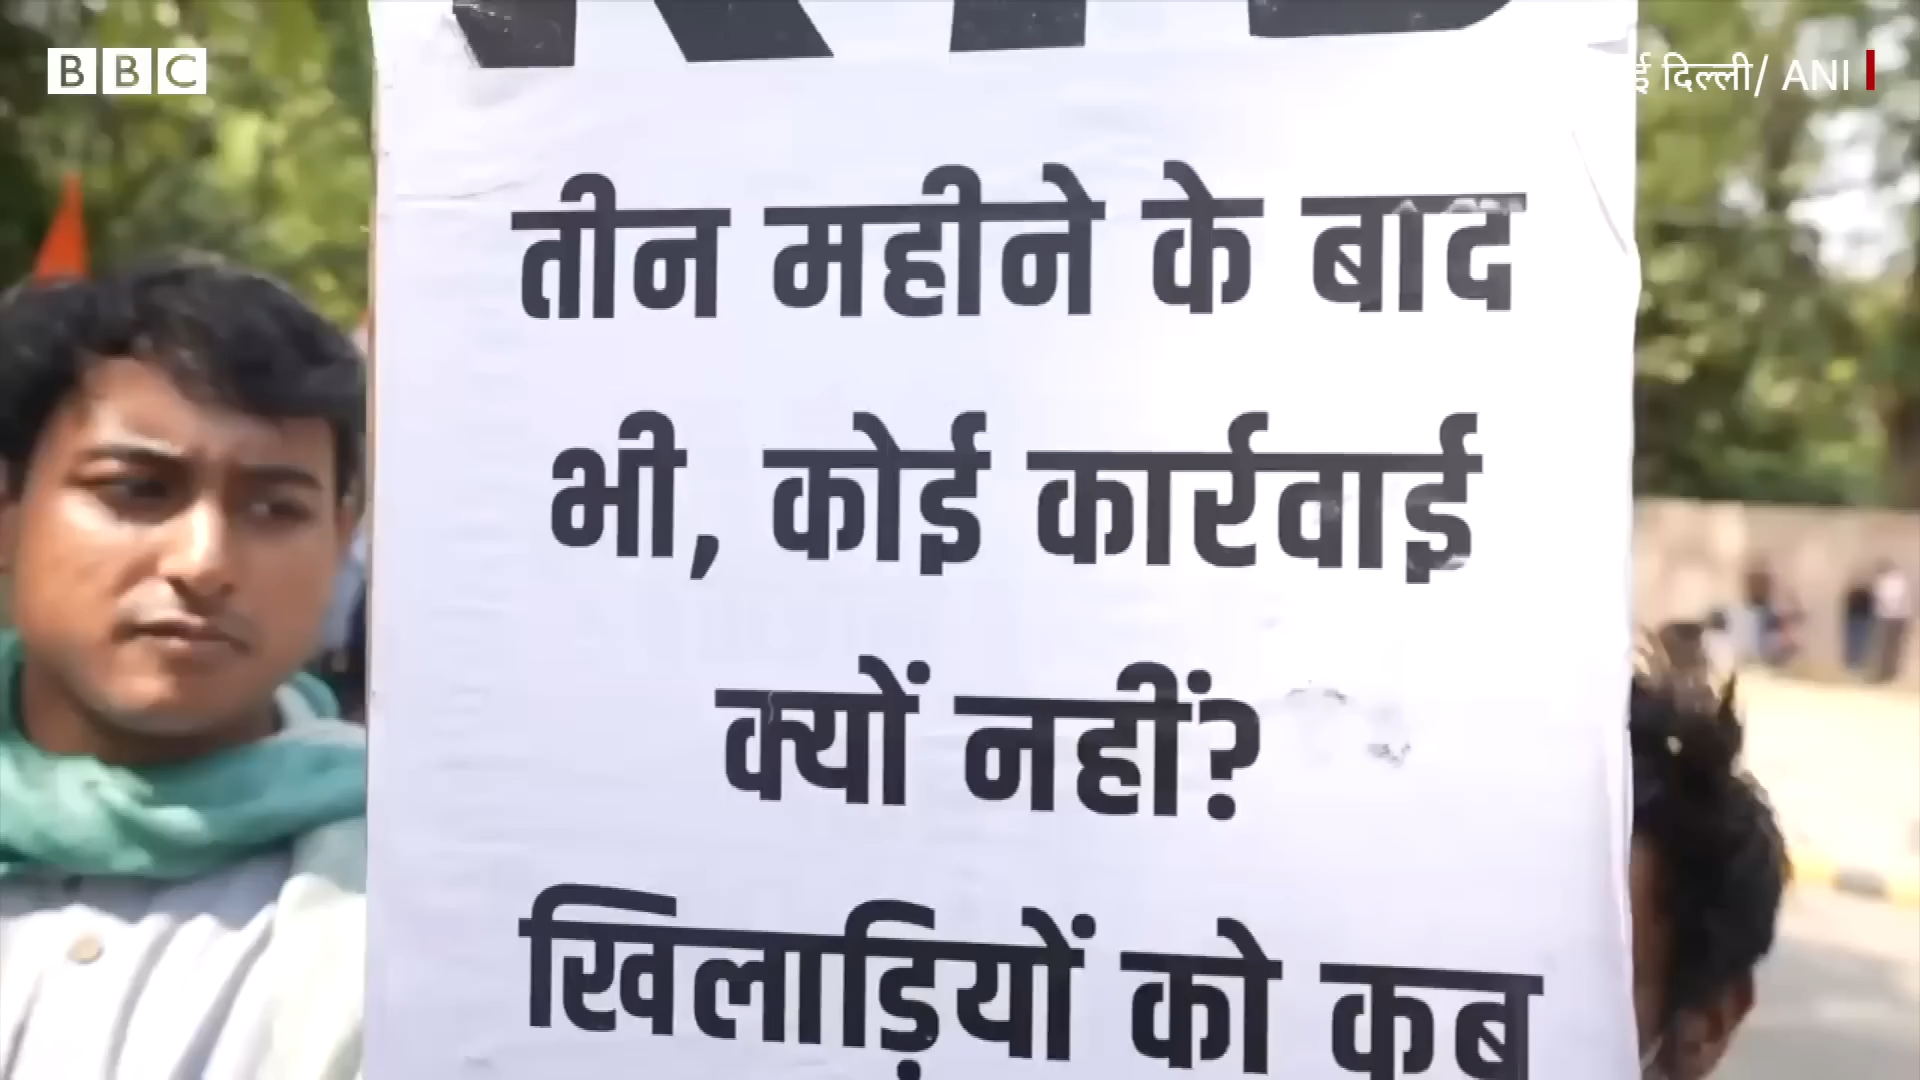 BBC
दिल्ली/ ANI
तीन महीने के बाद
भी, कोई कार्रवाई
क्यों नहीं?
खिलाड़ियों को कब